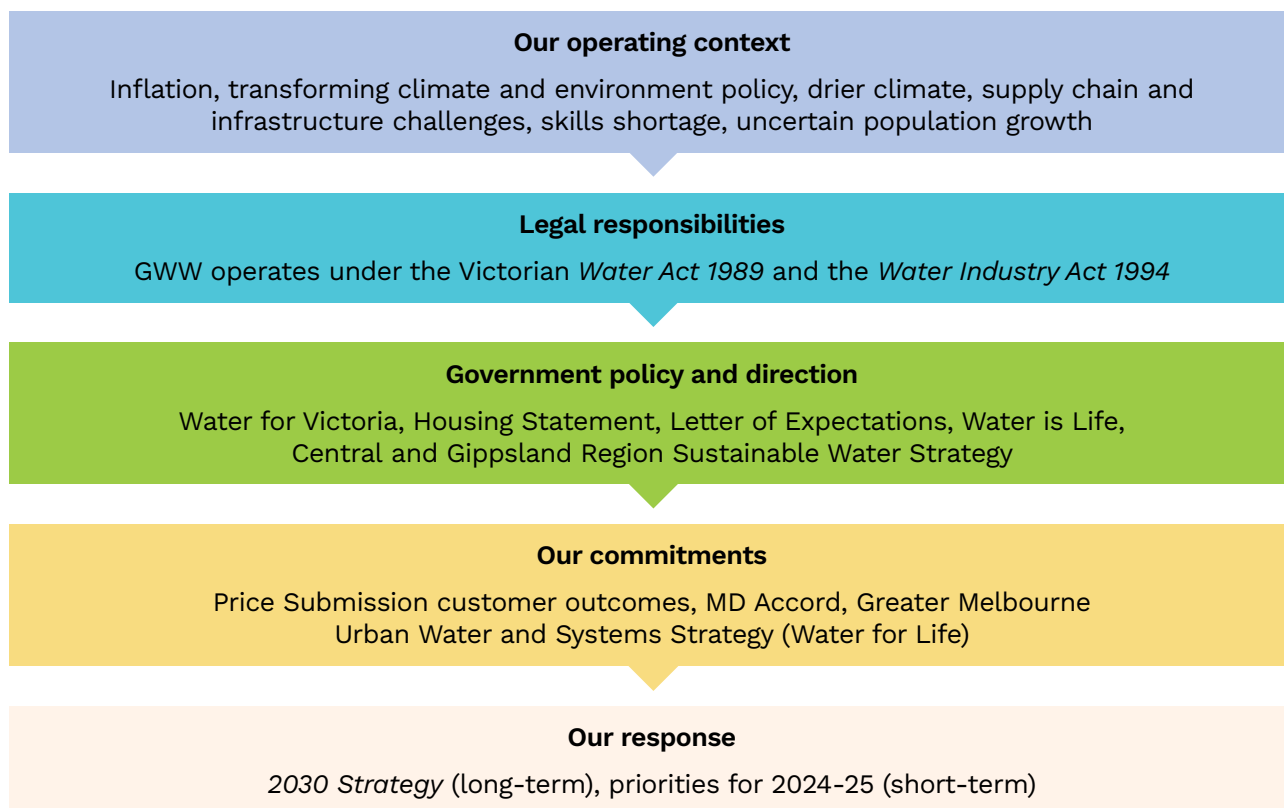 Our operating context
Inflation, transforming climate and environment policy, drier climate, supply chain and
infrastructure challenges, skills shortage, uncertain population growth
Legal responsibilities
GWW operates under the Victorian Water Act 1989 and the Water Industry Act 1994
Government policy and direction
Water for Victoria, Housing Statement, Letter of Expectations, Water is Life,
Central and Gippsland Region Sustainable Water Strategy
Our commitments
Price Submission customer outcomes, MD Accord, Greater Melbourne
Urban Water and Systems Strategy (Water for Life)
Our response
2030 Strategy (long-term), priorities for 2024-25 (short-term)